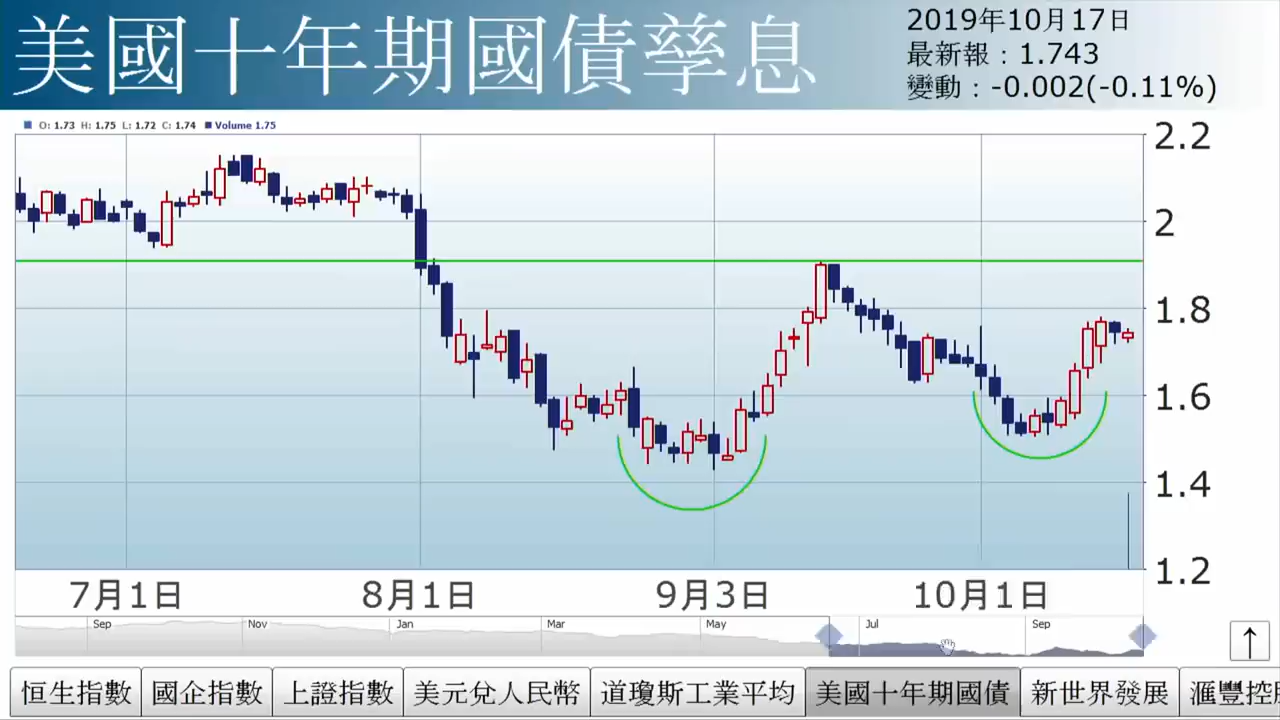 美國十年期國債孳息
2019年10月17日
最新報：1.743
變動：-0.002(-0.11%)
O: 1.73 H: 1.75 L: 1.72 C: 1.74 Volume 1.75
2.2
2
1.8
1.6
1.4
1.2
7月1日 8月1日 9月3日 10月1日
Sep Nov Jan Mar May Jul Sep
↑
恒生指數 國企指數 上證指數 美元兌人民幣 道瓊斯工業平均 美國十年期國債 新世界發展 滙豐控